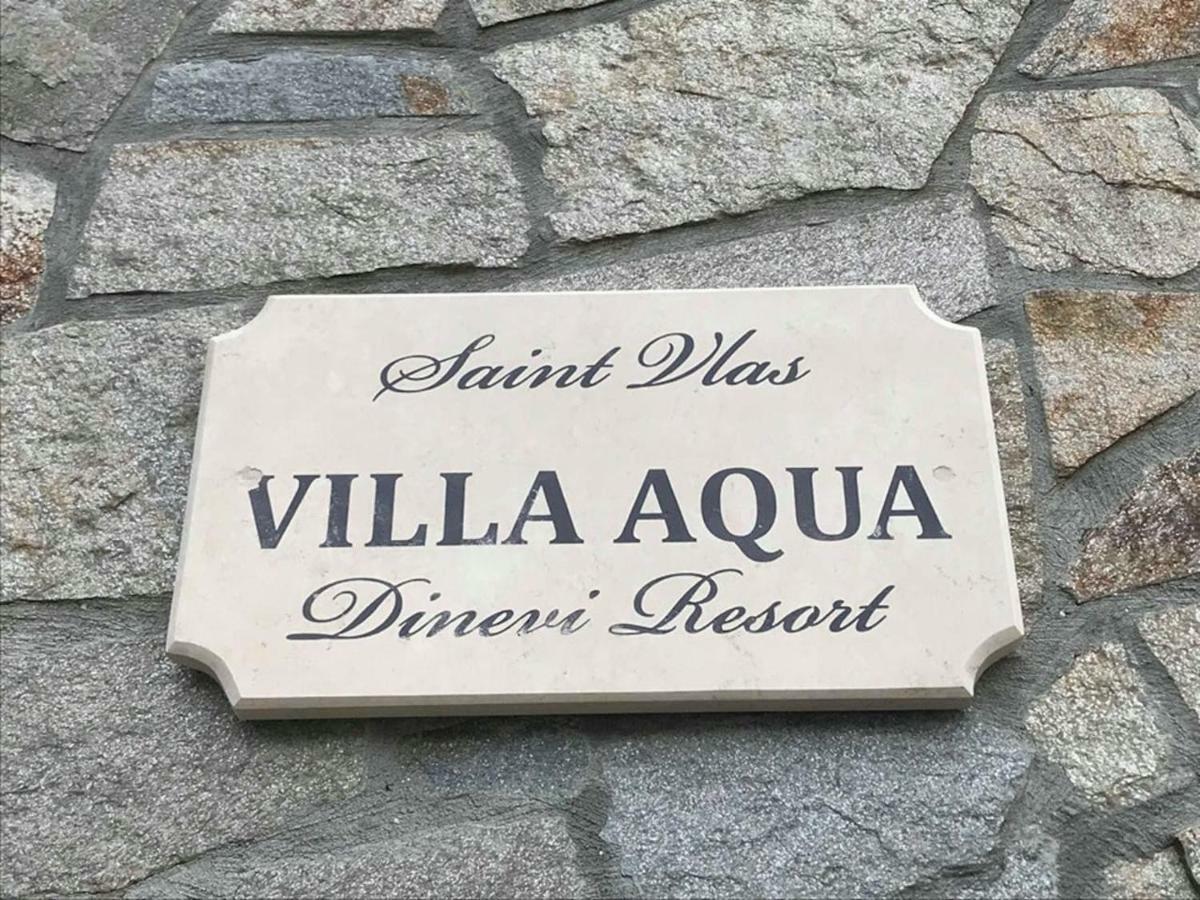 Saint Vlas
VILLA AQUA
Dinevi Resort